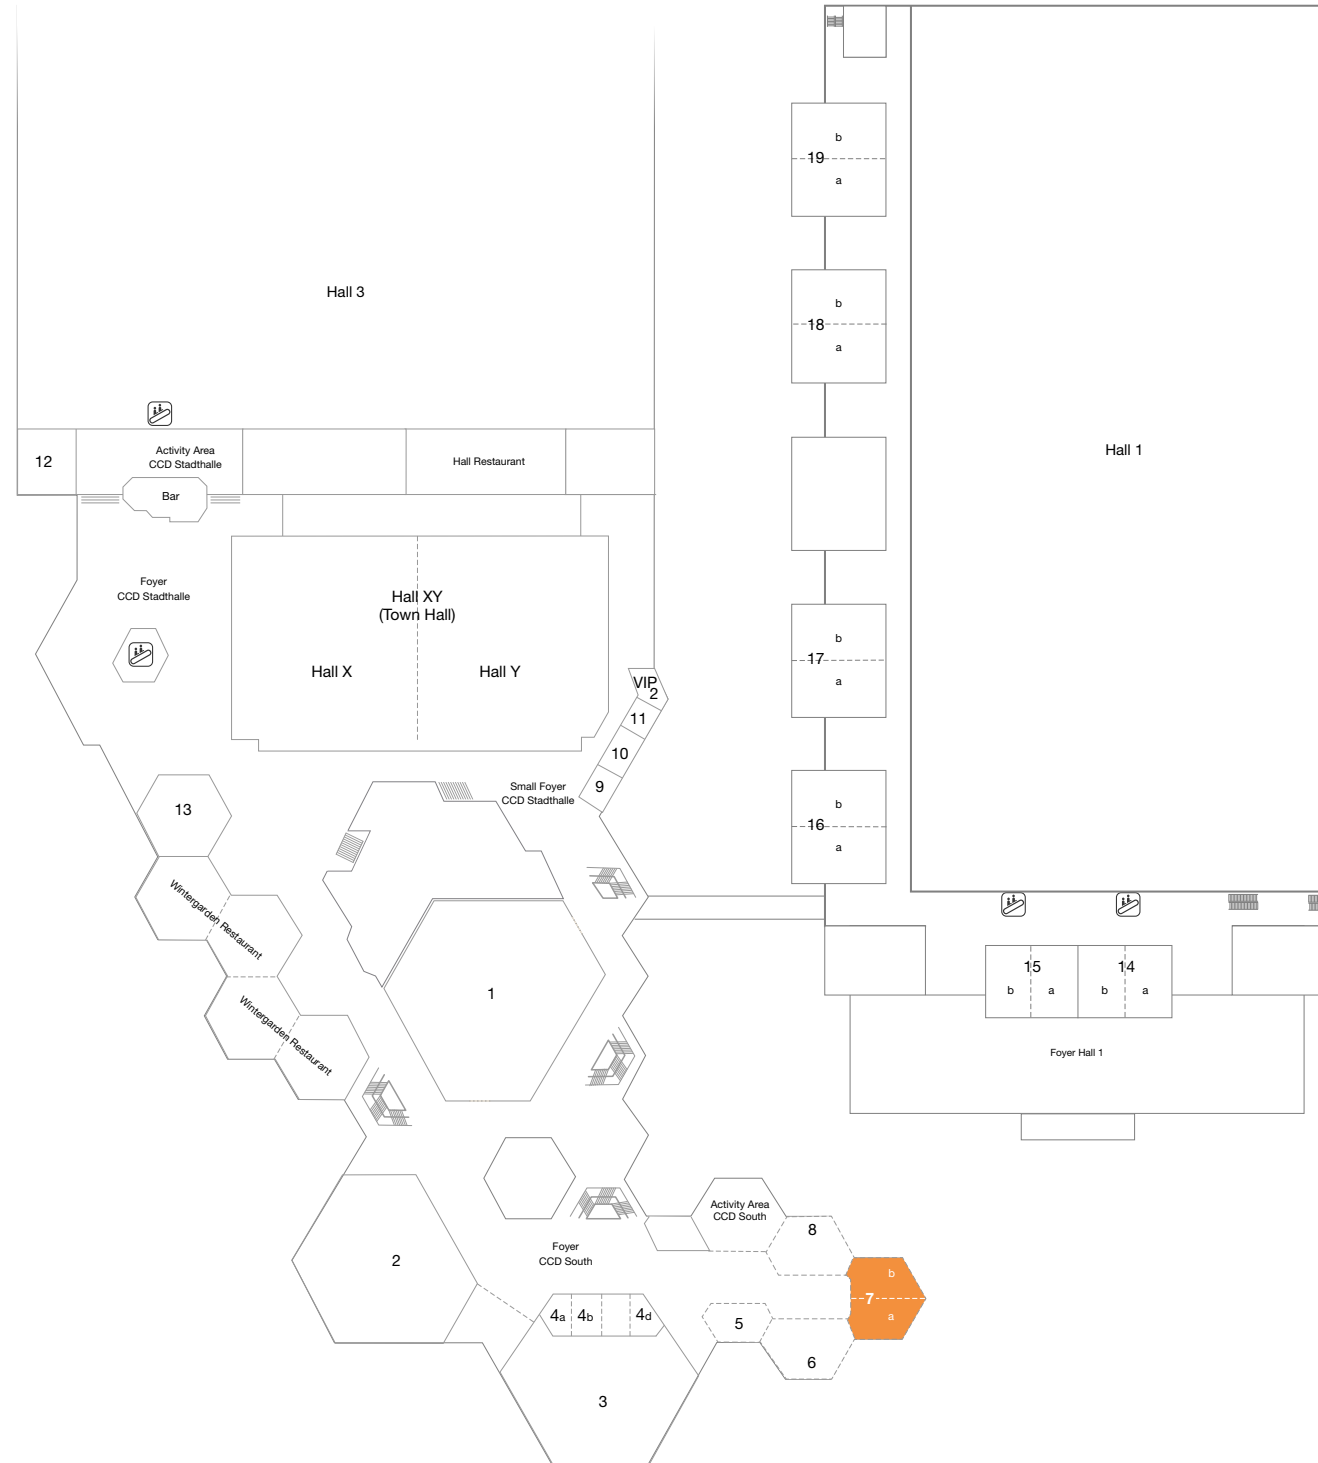 b
19
a
Hall 3
b
18
a
Hall 1
12
Activity Area
CCD Stadthalle
Hall Restaurant
Bar
Foyer
CCD Stadthalle
Hall XY
(Town Hall)
Hall X
Hall Y
b
17
a
VIP
2
11
10
9
Small Foyer
CCD Stadthalle
13
b
16
a
Wintergarden Restaurant
Wintergarden Restaurant
1
15
14
b
a
b
a
Foyer Hall 1
Activity Area
CCD South
8
2
Foyer
CCD South
b
7
a
4a
4b
4d
5
6
3